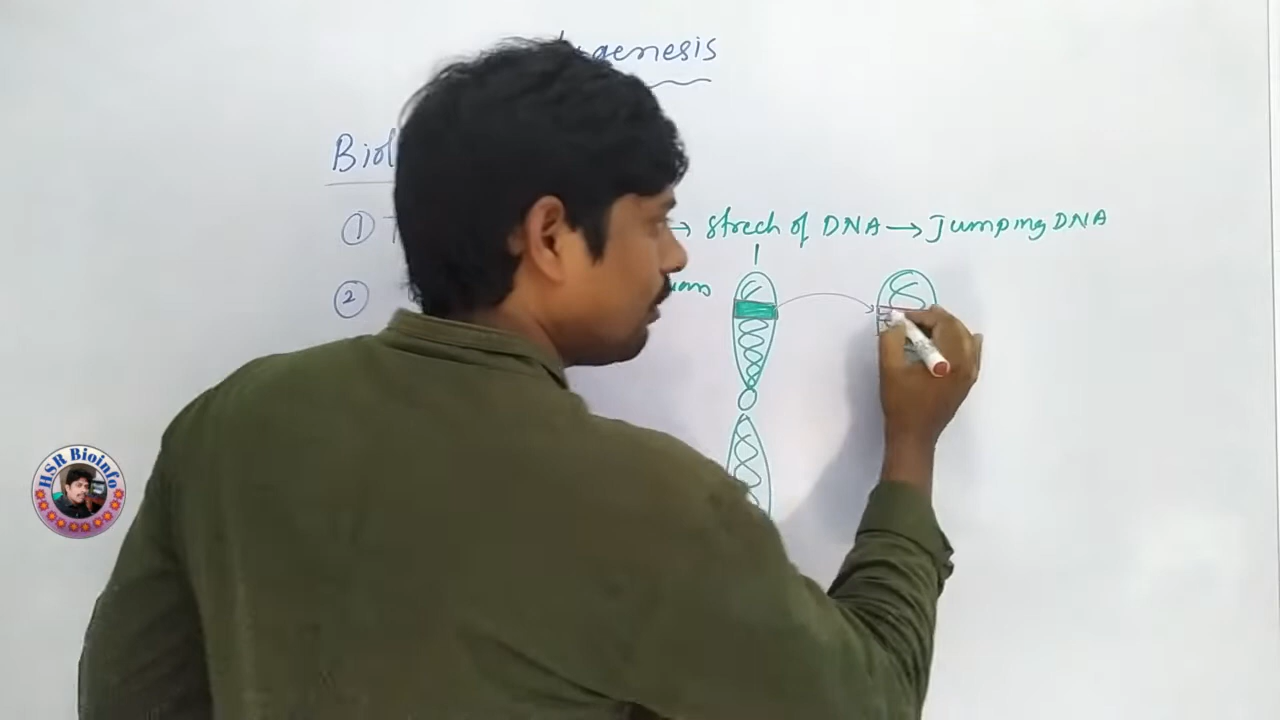 genesis
Biol
① → Strech of DNA → Jumping DNA
②
HSR Bioinfo